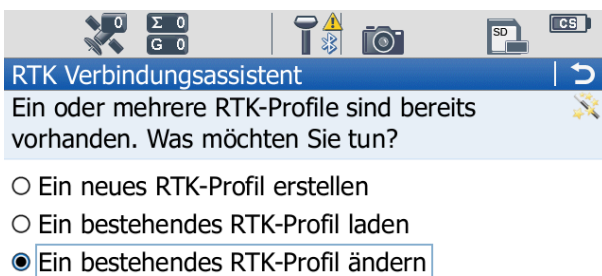 0
Σ 0
G 0
SD
CS
RTK Verbindungsassistent
Ein oder mehrere RTK-Profile sind bereits
vorhanden. Was möchten Sie tun?
Ein neues RTK-Profil erstellen
Ein bestehendes RTK-Profil laden
Ein bestehendes RTK-Profil ändern